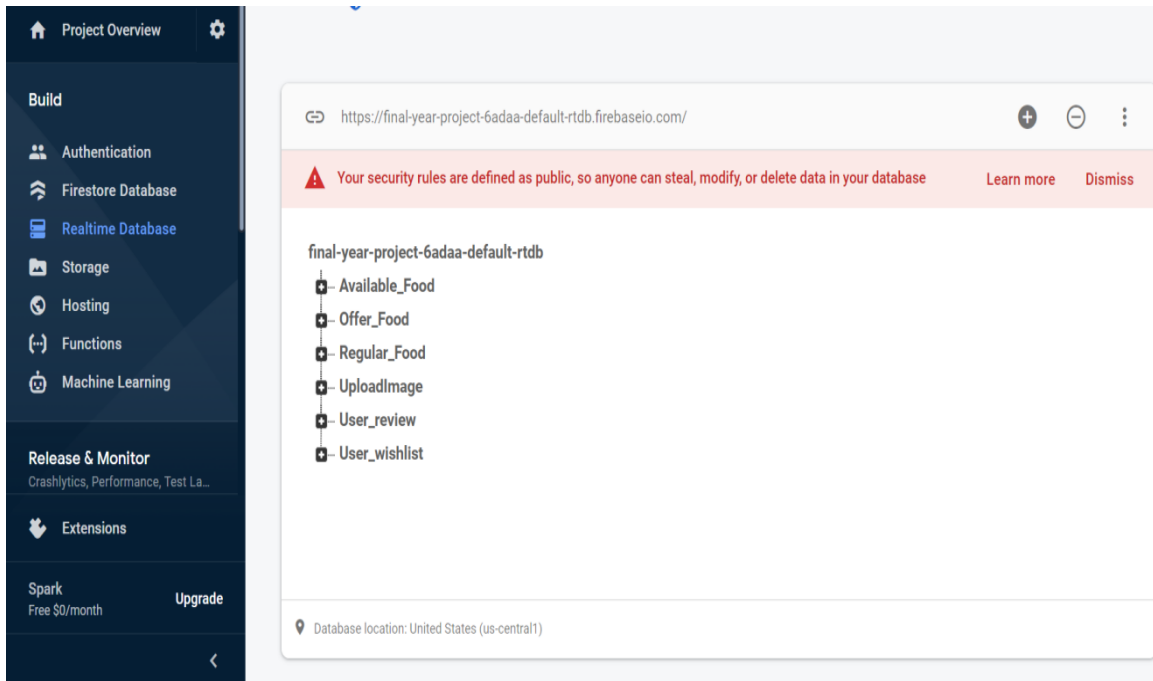 Project Overview
Build
Authentication
Firestore Database
Realtime Database
Storage
Hosting
Functions
Machine Learning
Release & Monitor
Crashlytics, Performance, Test La...
Extensions
Spark
Free $0/month
Upgrade
https://final-year-project-6adaa-default-rtdb.firebaseio.com/
Your security rules are defined as public, so anyone can steal, modify, or delete data in your database
Learn more
Dismiss
final-year-project-6adaa-default-rtdb
Available_Food
Offer_Food
Regular_Food
UploadImage
User_review
User_wishlist
Database location: United States (us-central1)